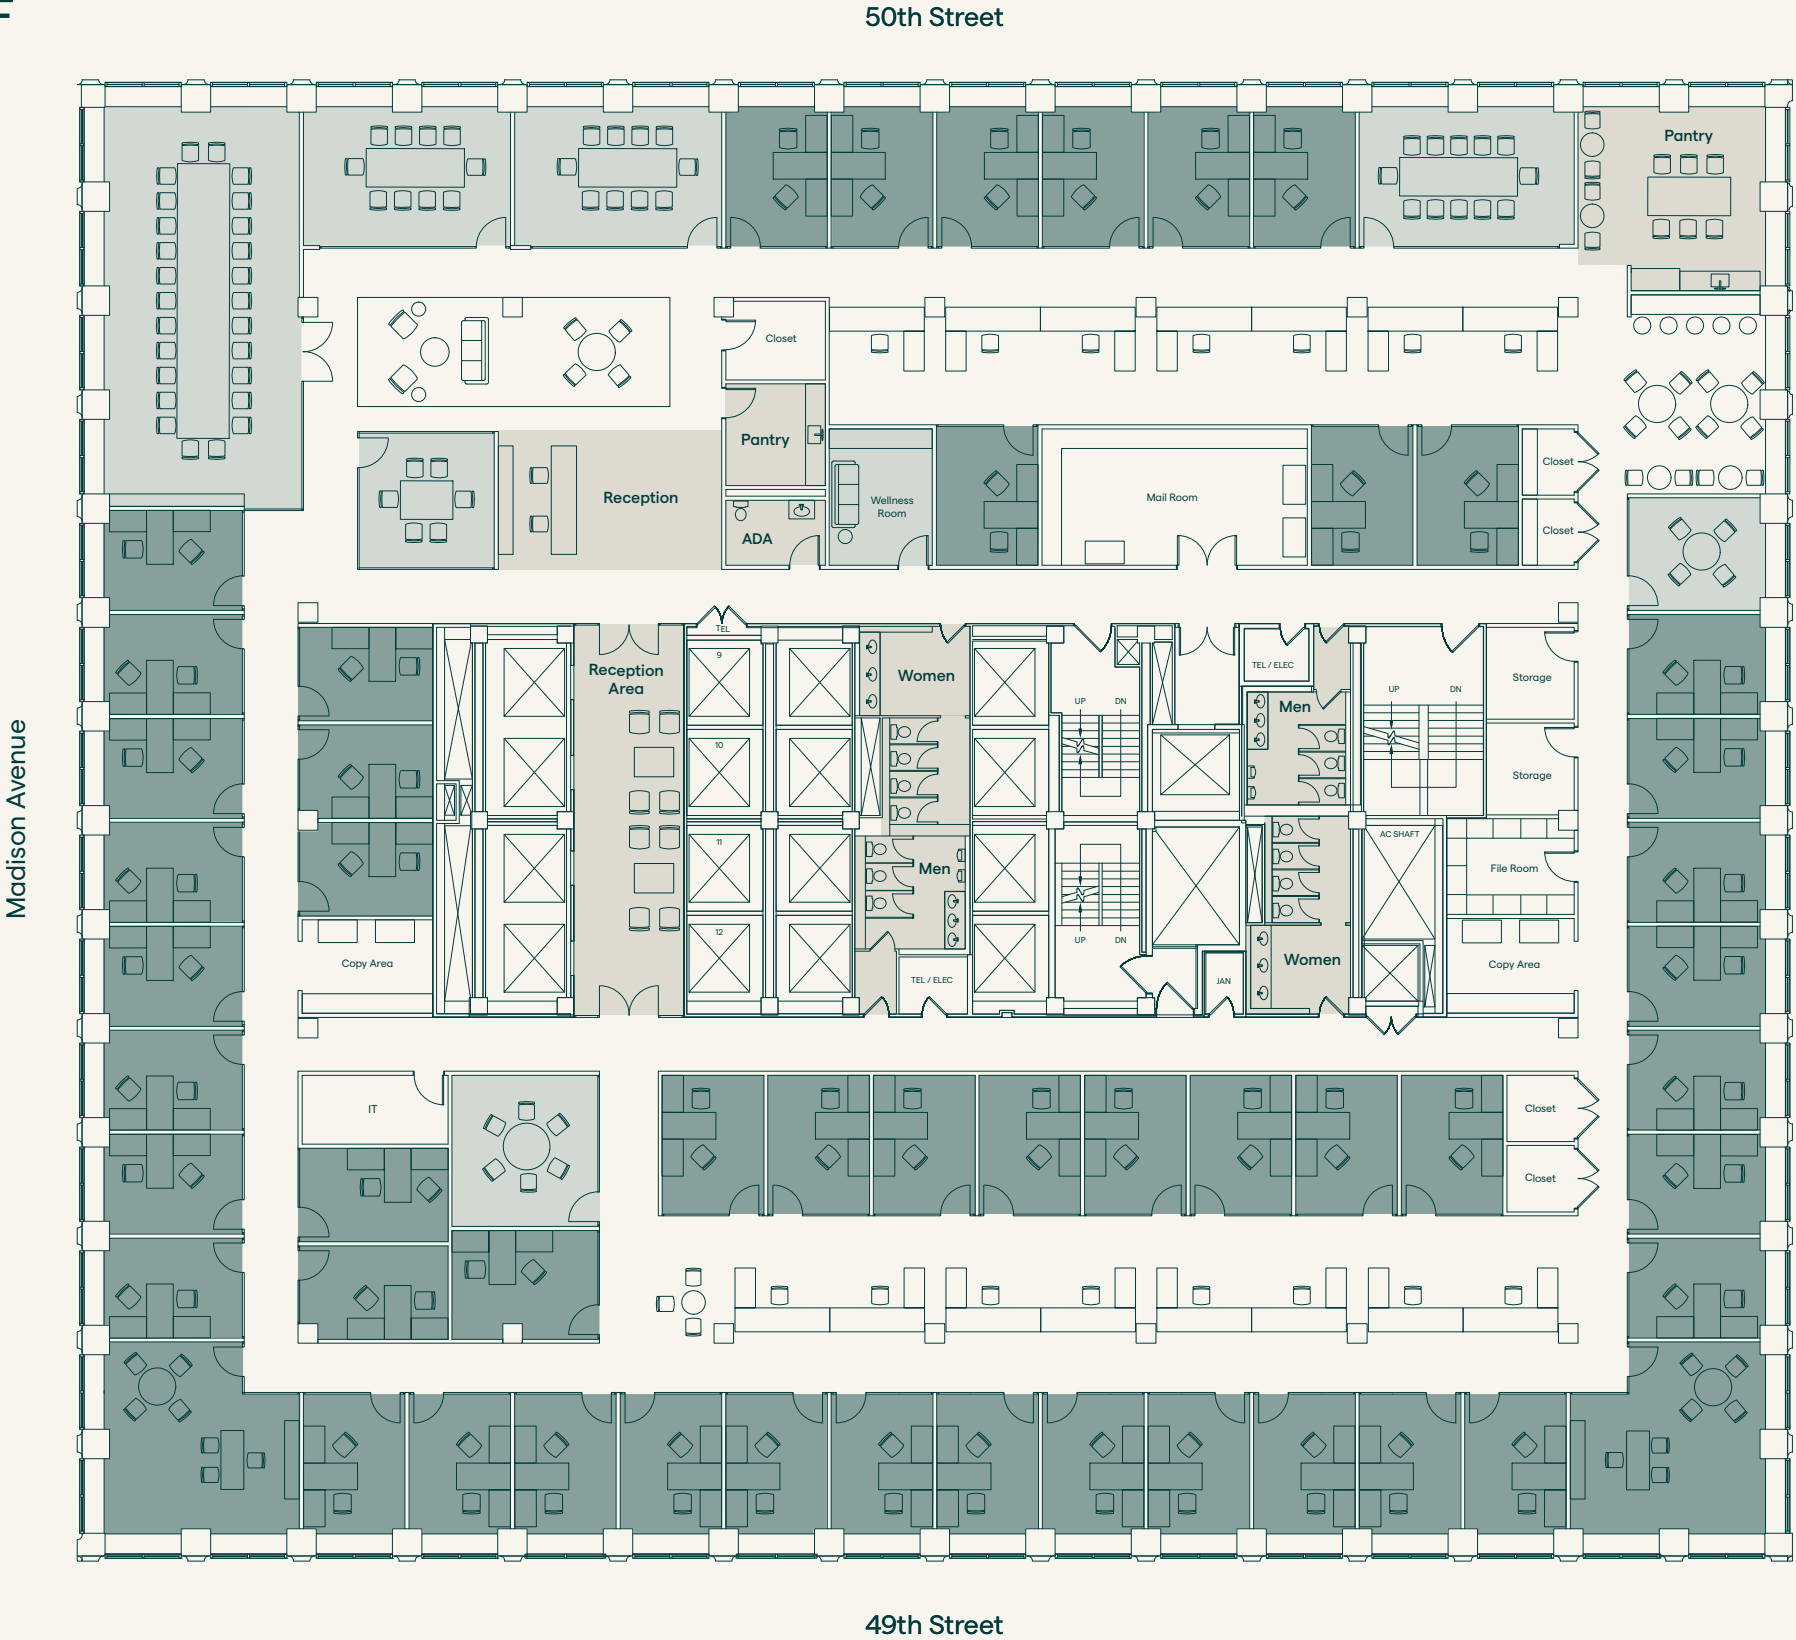 50th Street
Pantry
Closet
Pantry
Reception
Wellness
Room
Mail Room
Closet
Closet
ADA
TEL
Reception
Area
9
Women
TEL / ELEC
Men
UP
DN
UP
DN
Storage
10
Storage
Madison Avenue
11
Men
AC SHAFT
File Room
12
UP
DN
Women
Copy Area
Copy Area
TEL / ELEC
JAN
IT
Closet
Closet
49th Street